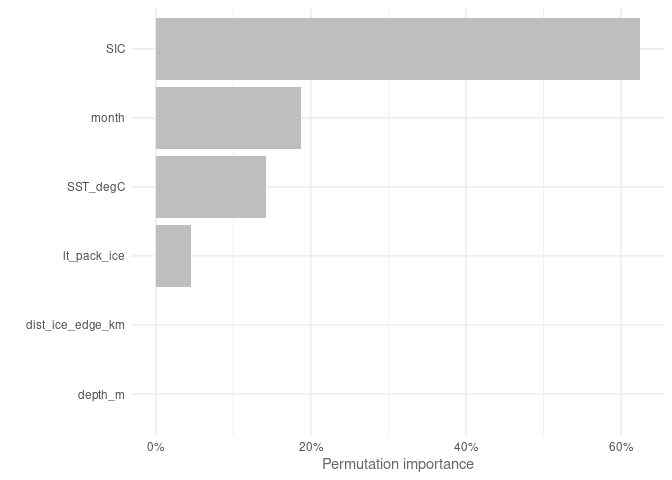 SIC
month
SST_degC
lt_pack_ice
dist_ice_edge_km
depth_m
0% 20% 40% 60%
Permutation importance